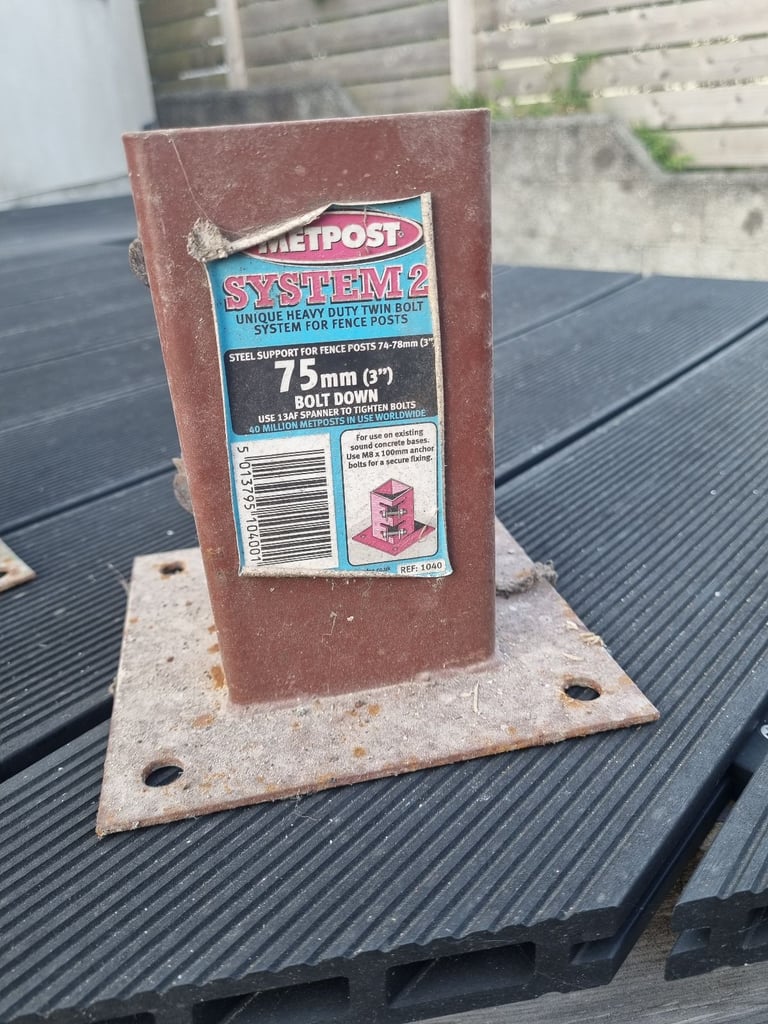 METPOST
SYSTEM 2
UNIQUE HEAVY DUTY TWIN BOLT
SYSTEM FOR FENCE POSTS
STEEL SUPPORT FOR FENCE POSTS 74-78mm (3"
75mm (3")
BOLT DOWN
USE 13AF SPANNER TO TIGHTEN BOLTS
40 MILLION METPOSTS IN USE WORLDWIDE
5 013795 104001
For use on existing
sound concrete bases.
Use M8 x 100mm anchor
bolts for a secure fixing.
REF: 1040